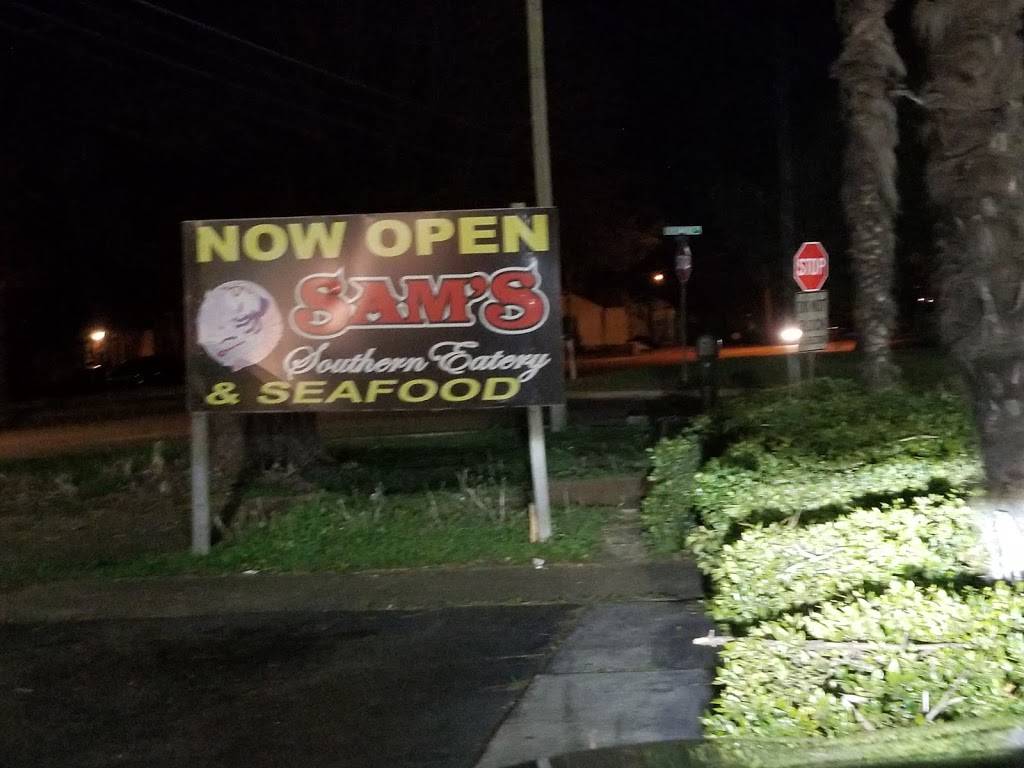 NOW OPEN
SAM'S
Southern Eatery
& SEAFOOD
STOP